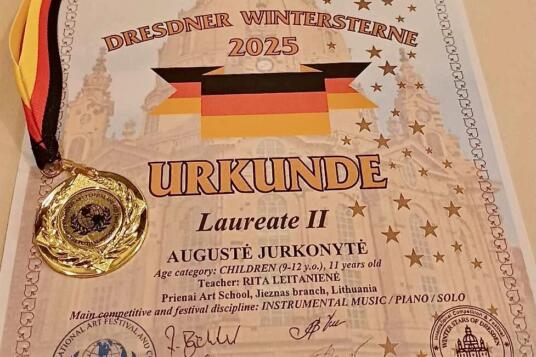 DRESDNER WINTERSTERNE
2025
URKUNDE
Laureate II
AUGUSTĖ JURKONYTĖ
Age category: CHILDREN (9-12 y.o.), 11 years old
Teacher: RITA LEITANIENĖ
Prienai Art School, Jieznas branch, Lithuania
Main competitive and festival discipline: INSTRUMENTAL MUSIC / PIANO / SOLO